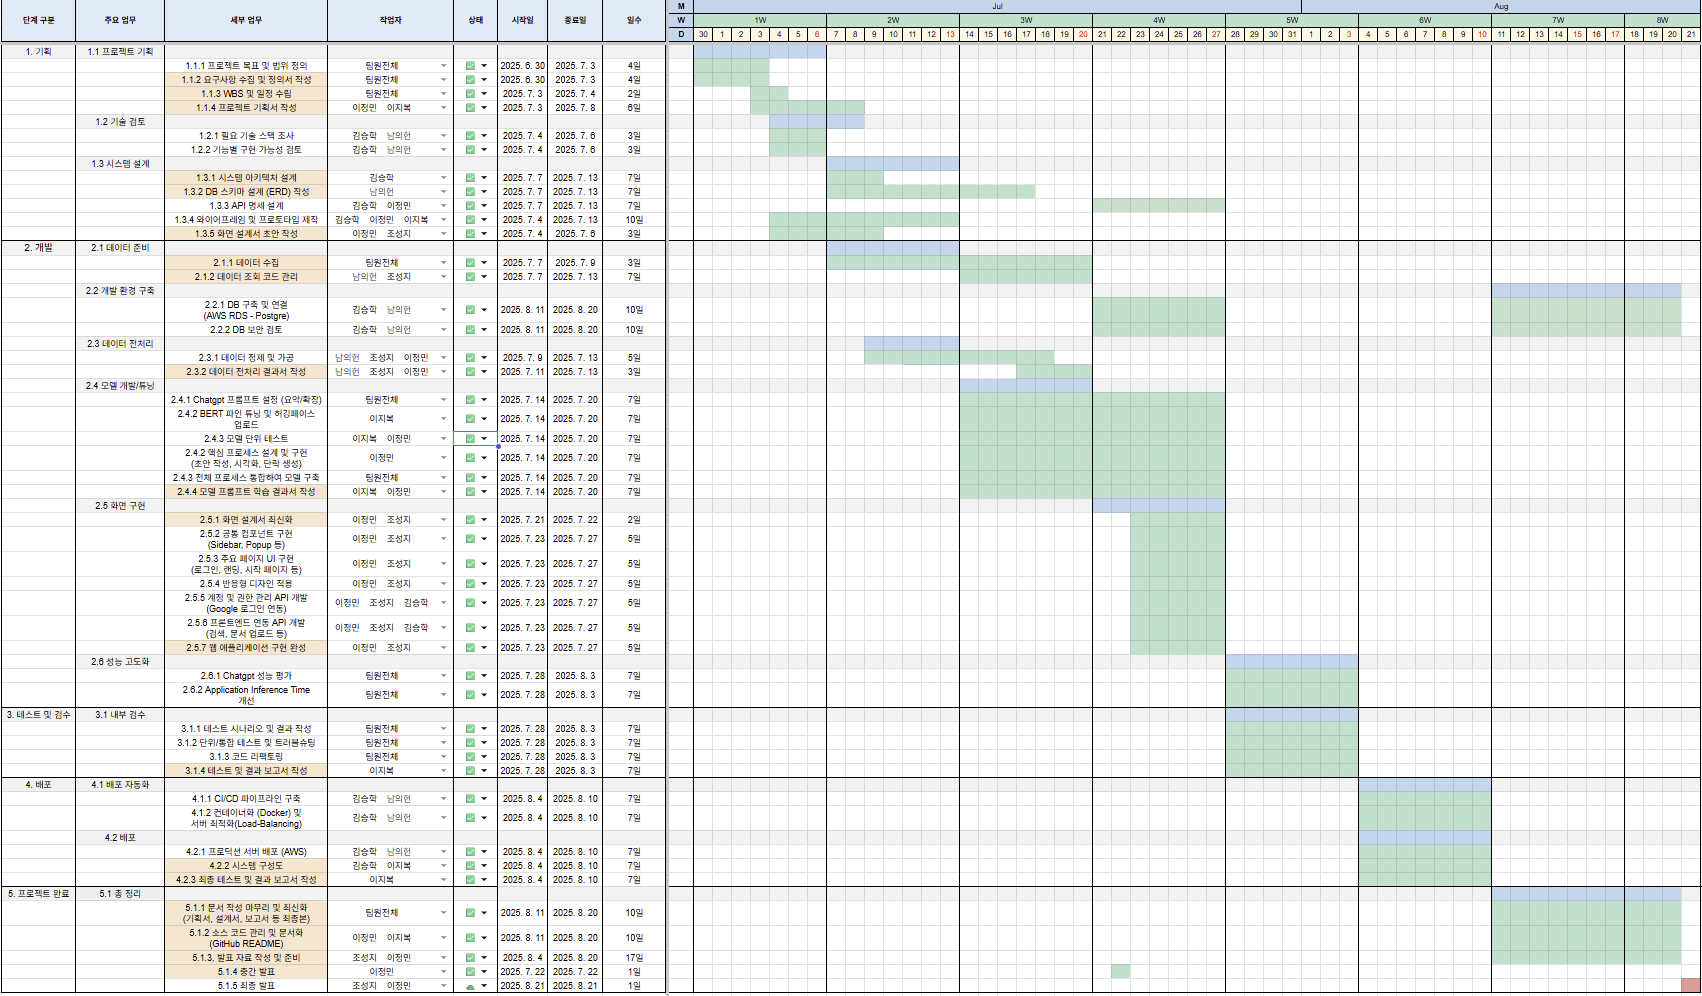 단계 구분 주요 업무 세부 업무 작업자 상태 시작일 종료일 일수
M Jul Aug
W 1W 2W 3W 4W 5W 6W 7W 8W
D 30 1 2 3 4 5 6 7 8 9 10 11 12 13 14 15 16 17 18 19 20 21 22 23 24 25 26 27 28 29 30 31 1 2 3 4 5 6 7 8 9 10 11 12 13 14 15 16 17 18 19 20 21
1. 기획 1.1 프로젝트 기획
1.1.1 프로젝트 목표 및 범위 정의 팀원전체 2025. 6. 30 2025. 7. 3 4일
1.1.2 요구사항 수집 및 정의서 작성 팀원전체 2025. 6. 30 2025. 7. 3 4일
1.1.3 WBS 및 일정 수립 팀원전체 2025. 7. 3 2025. 7. 4 2일
1.1.4 프로젝트 기획서 작성 이정민 이지복 2025. 7. 3 2025. 7. 8 6일
1.2 기술 검토
1.2.1 필요 기술 스택 조사 김승학 남의헌 2025. 7. 4 2025. 7. 6 3일
1.2.2 기능별 구현 가능성 검토 김승학 남의헌 2025. 7. 4 2025. 7. 6 3일
1.3 시스템 설계
1.3.1 시스템 아키텍처 설계 김승학 2025. 7. 7 2025. 7. 13 7일
1.3.2 DB 스키마 설계 (ERD) 작성 남의헌 2025. 7. 7 2025. 7. 13 7일
1.3.3 API 명세 설계 김승학 이정민 2025. 7. 7 2025. 7. 13 7일
1.3.4 와이어프레임 및 프로토타입 제작 김승학 이정민 이지복 2025. 7. 4 2025. 7. 13 10일
1.3.5 화면 설계서 초안 작성 이정민 조성지 2025. 7. 4 2025. 7. 6 3일
2. 개발 2.1 데이터 준비
2.1.1 데이터 수집 팀원전체 2025. 7. 7 2025. 7. 9 3일
2.1.2 데이터 조회 코드 관리 남의헌 조성지 2025. 7. 7 2025. 7. 13 7일
2.2 개발 환경 구축
2.2.1 DB 구축 및 연결
(AWS RDS - Postgre) 김승학 남의헌 2025. 8. 11 2025. 8. 20 10일
2.2.2 DB 보안 검토 김승학 남의헌 2025. 8. 11 2025. 8. 20 10일
2.3 데이터 전처리
2.3.1 데이터 정제 및 가공 남의헌 조성지 이정민 2025. 7. 9 2025. 7. 13 5일
2.3.2 데이터 전처리 결과서 작성 남의헌 조성지 이정민 2025. 7. 11 2025. 7. 13 3일
2.4 모델 개발/튜닝
2.4.1 Chatgpt 프롬프트 설정 (요약/확장) 팀원전체 2025. 7. 14 2025. 7. 20 7일
2.4.2 BERT 파인 튜닝 및 허깅페이스
업로드 이지복 2025. 7. 14 2025. 7. 20 7일
2.4.3 모델 단위 테스트 이지복 이정민 2025. 7. 14 2025. 7. 20 7일
2.4.2 핵심 프로세스 설계 및 구현
(초안 작성, 시각화, 단락 생성) 이정민 2025. 7. 14 2025. 7. 20 7일
2.4.3 전체 프로세스 통합하여 모델 구축 팀원전체 2025. 7. 14 2025. 7. 20 7일
2.4.4 모델 프롬프트 학습 결과서 작성 이지복 이정민 2025. 7. 14 2025. 7. 20 7일
2.5 화면 구현
2.5.1 화면 설계서 최신화 이정민 조성지 2025. 7. 21 2025. 7. 22 2일
2.5.2 공통 컴포넌트 구현
(Sidebar, Popup 등) 이정민 조성지 2025. 7. 23 2025. 7. 27 5일
2.5.3 주요 페이지 UI 구현
(로그인, 랜딩, 시작 페이지 등) 이정민 조성지 2025. 7. 23 2025. 7. 27 5일
2.5.4 반응형 디자인 적용 이정민 조성지 2025. 7. 23 2025. 7. 27 5일
2.5.5 계정 및 권한 관리 API 개발
(Google 로그인 연동) 이정민 조성지 김승학 2025. 7. 23 2025. 7. 27 5일
2.5.6 프론트엔드 연동 API 개발
(검색, 문서 업로드 등) 이정민 조성지 김승학 2025. 7. 23 2025. 7. 27 5일
2.5.7 웹 애플리케이션 구현 완성 이정민 조성지 2025. 7. 23 2025. 7. 27 5일
2.6 성능 고도화
2.6.1 Chatgpt 성능 평가 팀원전체 2025. 7. 28 2025. 8. 3 7일
2.6.2 Application Inference Time
개선 팀원전체 2025. 7. 28 2025. 8. 3 7일
3. 테스트 및 검수 3.1 내부 검수
3.1.1 테스트 시나리오 및 결과 작성 팀원전체 2025. 7. 28 2025. 8. 3 7일
3.1.2 단위/통합 테스트 및 트러블슈팅 팀원전체 2025. 7. 28 2025. 8. 3 7일
3.1.3 코드 리팩토링 팀원전체 2025. 7. 28 2025. 8. 3 7일
3.1.4 테스트 및 결과 보고서 작성 이지복 2025. 7. 28 2025. 8. 3 7일
4. 배포 4.1 배포 자동화
4.1.1 CI/CD 파이프라인 구축 김승학 남의헌 2025. 8. 4 2025. 8. 10 7일
4.1.2 컨테이너화 (Docker) 및
서버 최적화(Load-Balancing) 김승학 남의헌 2025. 8. 4 2025. 8. 10 7일
4.2 배포
4.2.1 프로덕션 서버 배포 (AWS) 김승학 남의헌 2025. 8. 4 2025. 8. 10 7일
4.2.2 시스템 구성도 김승학 이지복 2025. 8. 4 2025. 8. 10 7일
4.2.3 최종 테스트 및 결과 보고서 작성 이지복 2025. 8. 4 2025. 8. 10 7일
5. 프로젝트 완료 5.1 총 정리
5.1.1 문서 작성 마무리 및 최신화
(기획서, 설계서, 보고서 등 최종본) 팀원전체 2025. 8. 11 2025. 8. 20 10일
5.1.2 소스 코드 관리 및 문서화
(GitHub README) 이정민 이지복 2025. 8. 11 2025. 8. 20 10일
5.1.3. 발표 자료 작성 및 준비 조성지 이정민 2025. 8. 4 2025. 8. 20 17일
5.1.4 중간 발표 이정민 2025. 7. 22 2025. 7. 22 1일
5.1.5 최종 발표 조성지 이정민 2025. 8. 21 2025. 8. 21 1일